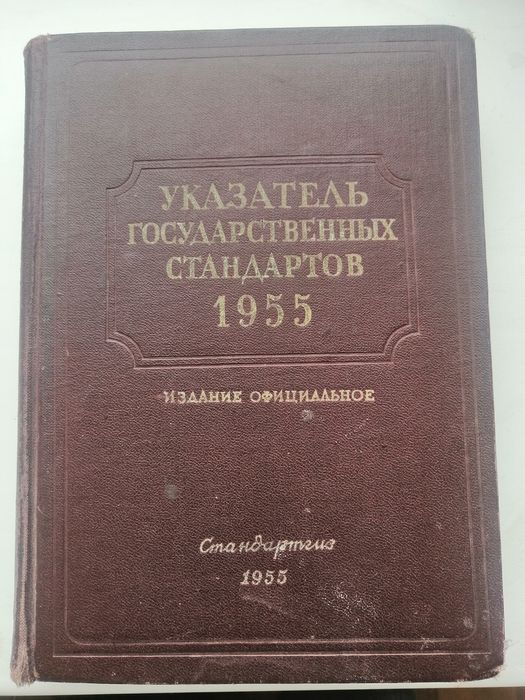 УКАЗАТЕЛЬ
ГОСУДАРСТВЕННЫХ
СТАНДАРТОВ
1955
ИЗДАНИЕ ОФИЦИАЛЬНОЕ
Стандартгиз
1955